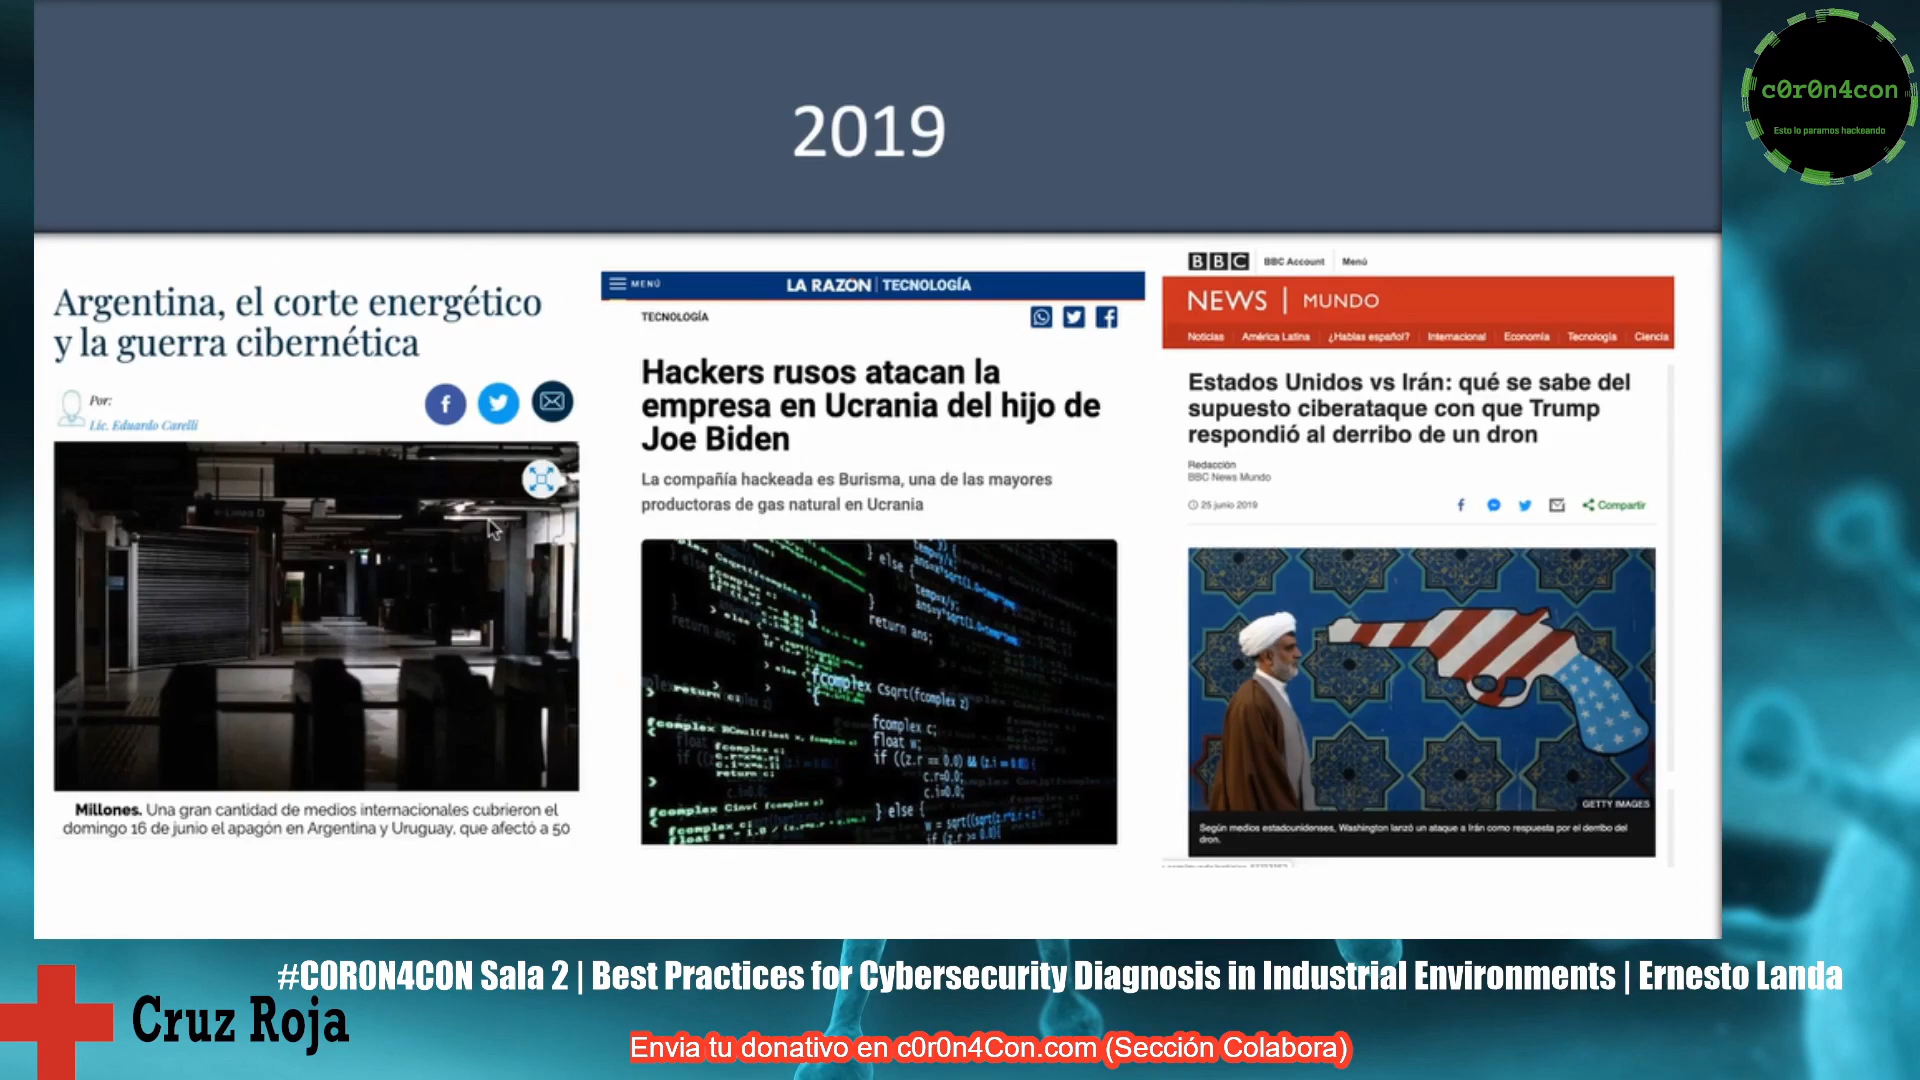 2019
c0r0n4con
Esto lo paramos hackeando
Argentina, el corte energético
y la guerra cibernética
Por:
Lic. Eduardo Carelli
Millones. Una gran cantidad de medios internacionales cubrieron el
domingo 16 de junio el apagón en Argentina y Uruguay, que afectó a 50
MENÚ
LA RAZÓN | TECNOLOGÍA
TECNOLOGÍA
Hackers rusos atacan la
empresa en Ucrania del hijo de
Joe Biden
La compañía hackeada es Burisma, una de las mayores
productoras de gas natural en Ucrania
BBC BBC Account Menú
NEWS | MUNDO
Noticias América Latina ¿Hablas español? Internacional Economía Tecnología Ciencia
Estados Unidos vs Irán: qué se sabe del
supuesto ciberataque con que Trump
respondió al derribo de un dron
Redacción
BBC News Mundo
25 junio 2019
Compartir
GETTY IMAGES
Según medios estadounidenses, Washington lanzó un ataque a Irán como respuesta por el derribo del
dron.
#C0R0N4CON Sala 2 | Best Practices for Cybersecurity Diagnosis in Industrial Environments | Ernesto Landa
Cruz Roja
Envia tu donativo en c0r0n4Con.com (Sección Colabora)